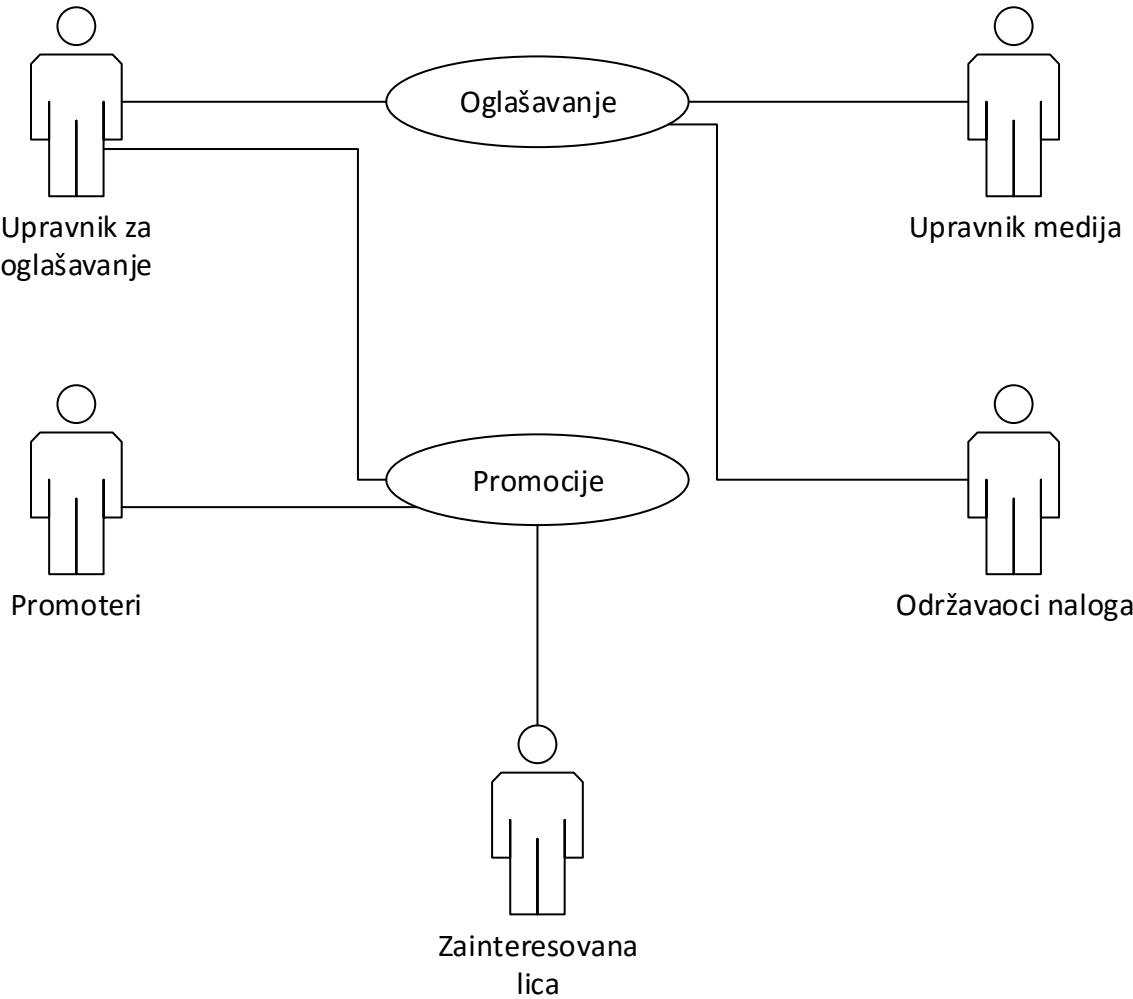 Oglašavanje
Upravnik za
oglašavanje
Upravnik medija
Promocije
Promoteri
Održavaoci naloga
Zainteresovana
lica